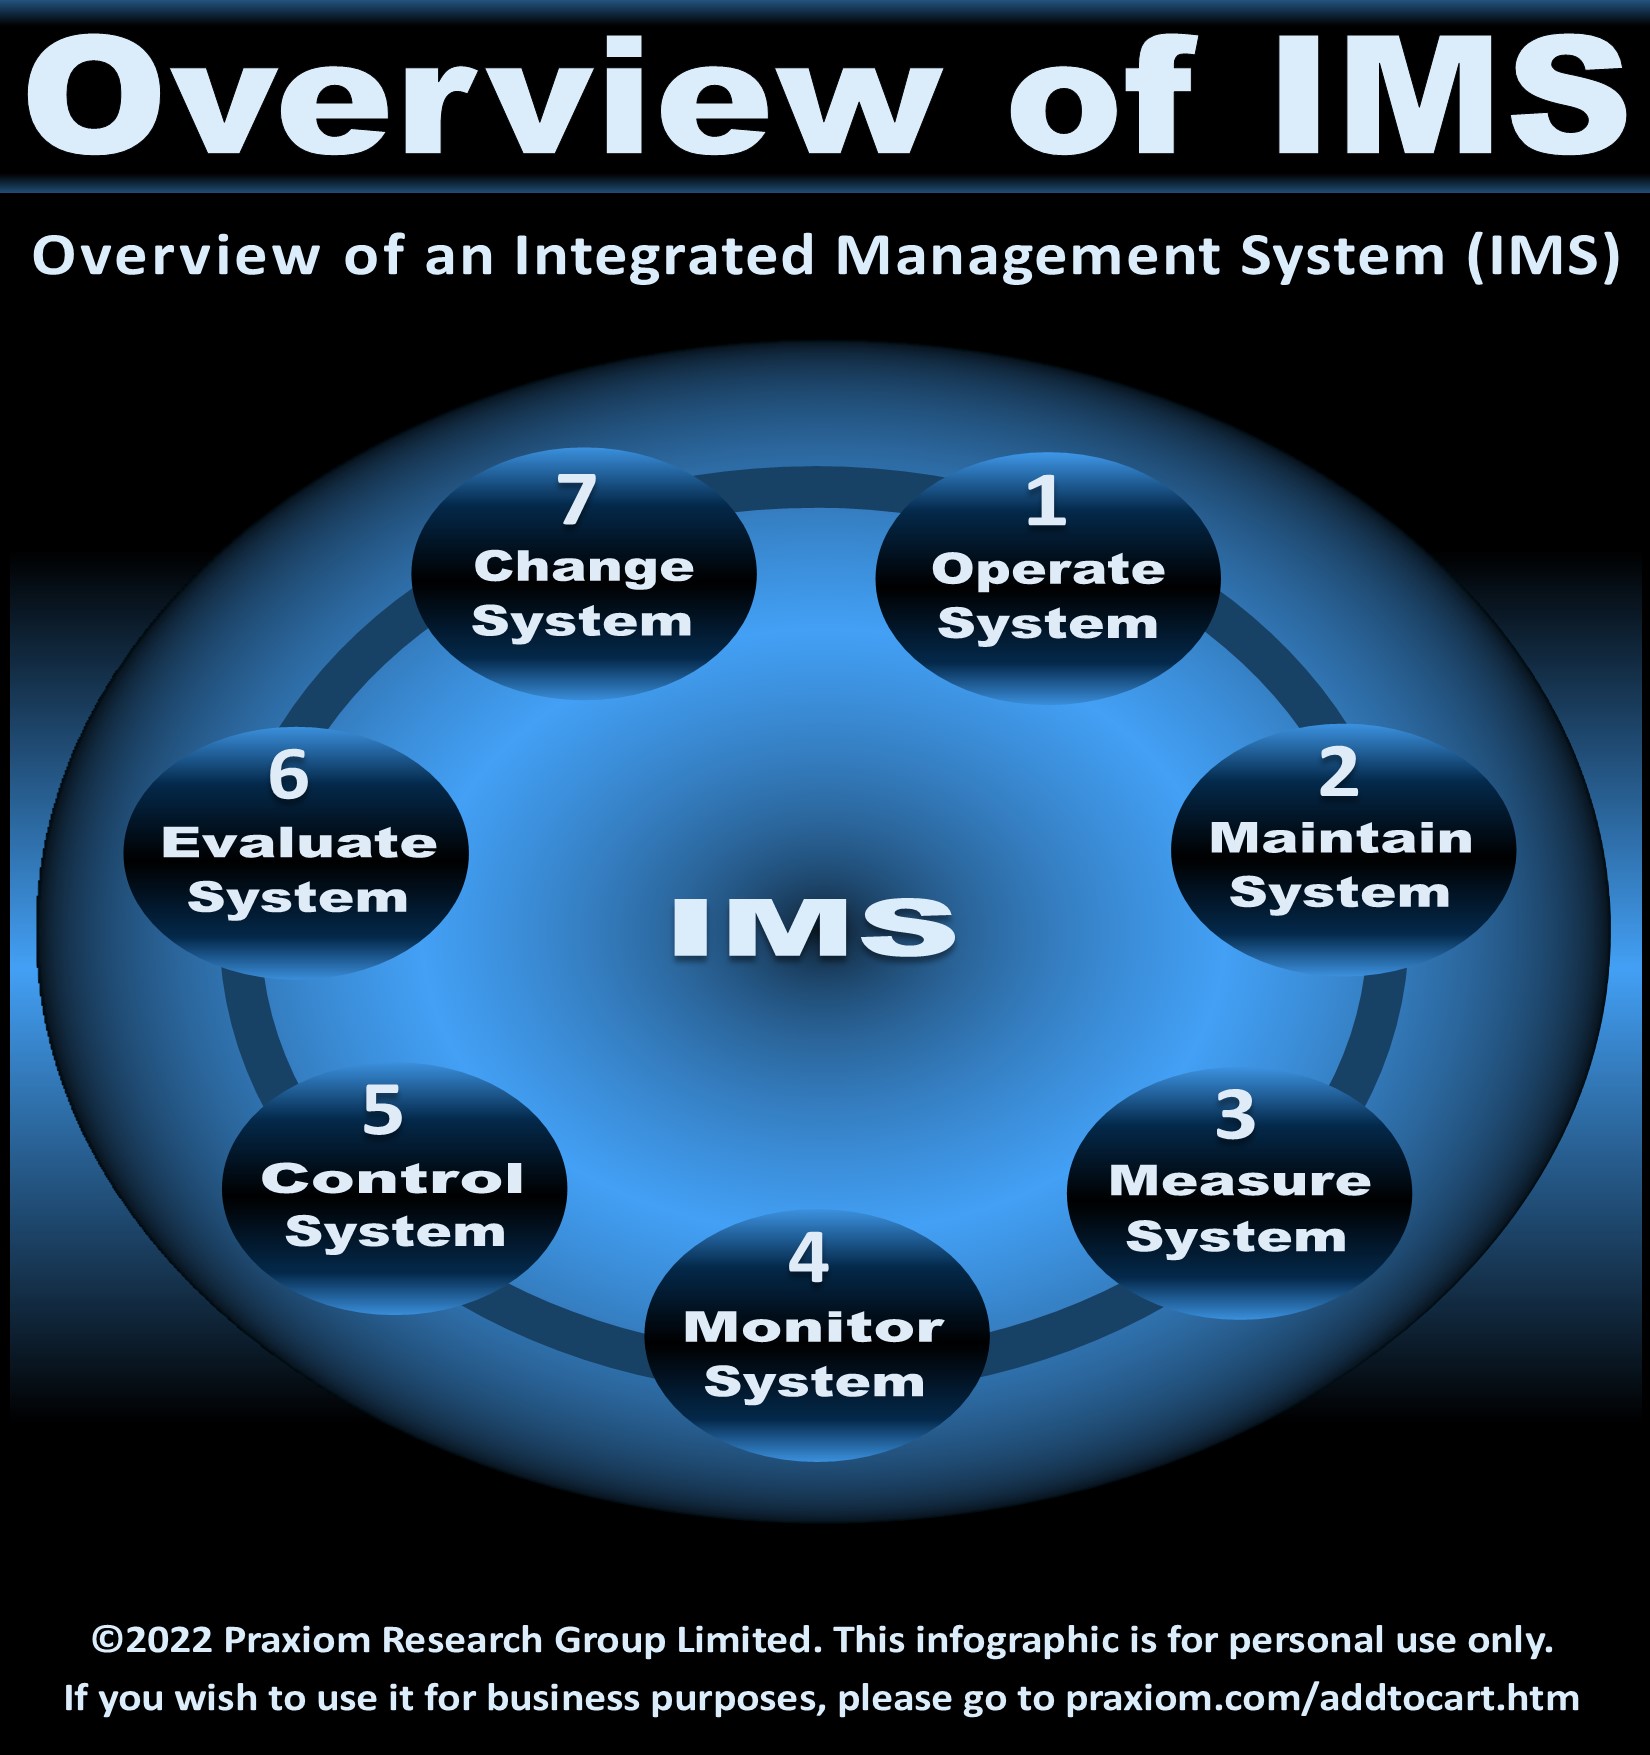 Overview of IMS
Overview of an Integrated Management System (IMS)
1
Operate
System
2
Maintain
System
3
Measure
System
4
Monitor
System
5
Control
System
6
Evaluate
System
7
Change
System
IMS
©2022 Praxiom Research Group Limited. This infographic is for personal use only.
If you wish to use it for business purposes, please go to praxiom.com/addtocart.htm